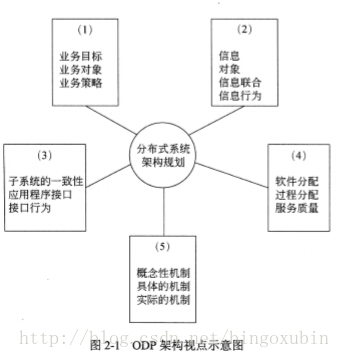 (1)
业务目标
业务对象
业务策略
(2)
信息
对象
信息联合
信息行为
分布式系统
架构规划
(3)
子系统的一致性
应用程序接口
接口行为
(4)
软件分配
过程分配
服务质量
(5)
概念性机制
具体的机制
实际的机制
http://blog.csdn.net/bingoxubin
图 2-1 ODP 架构视点示意图